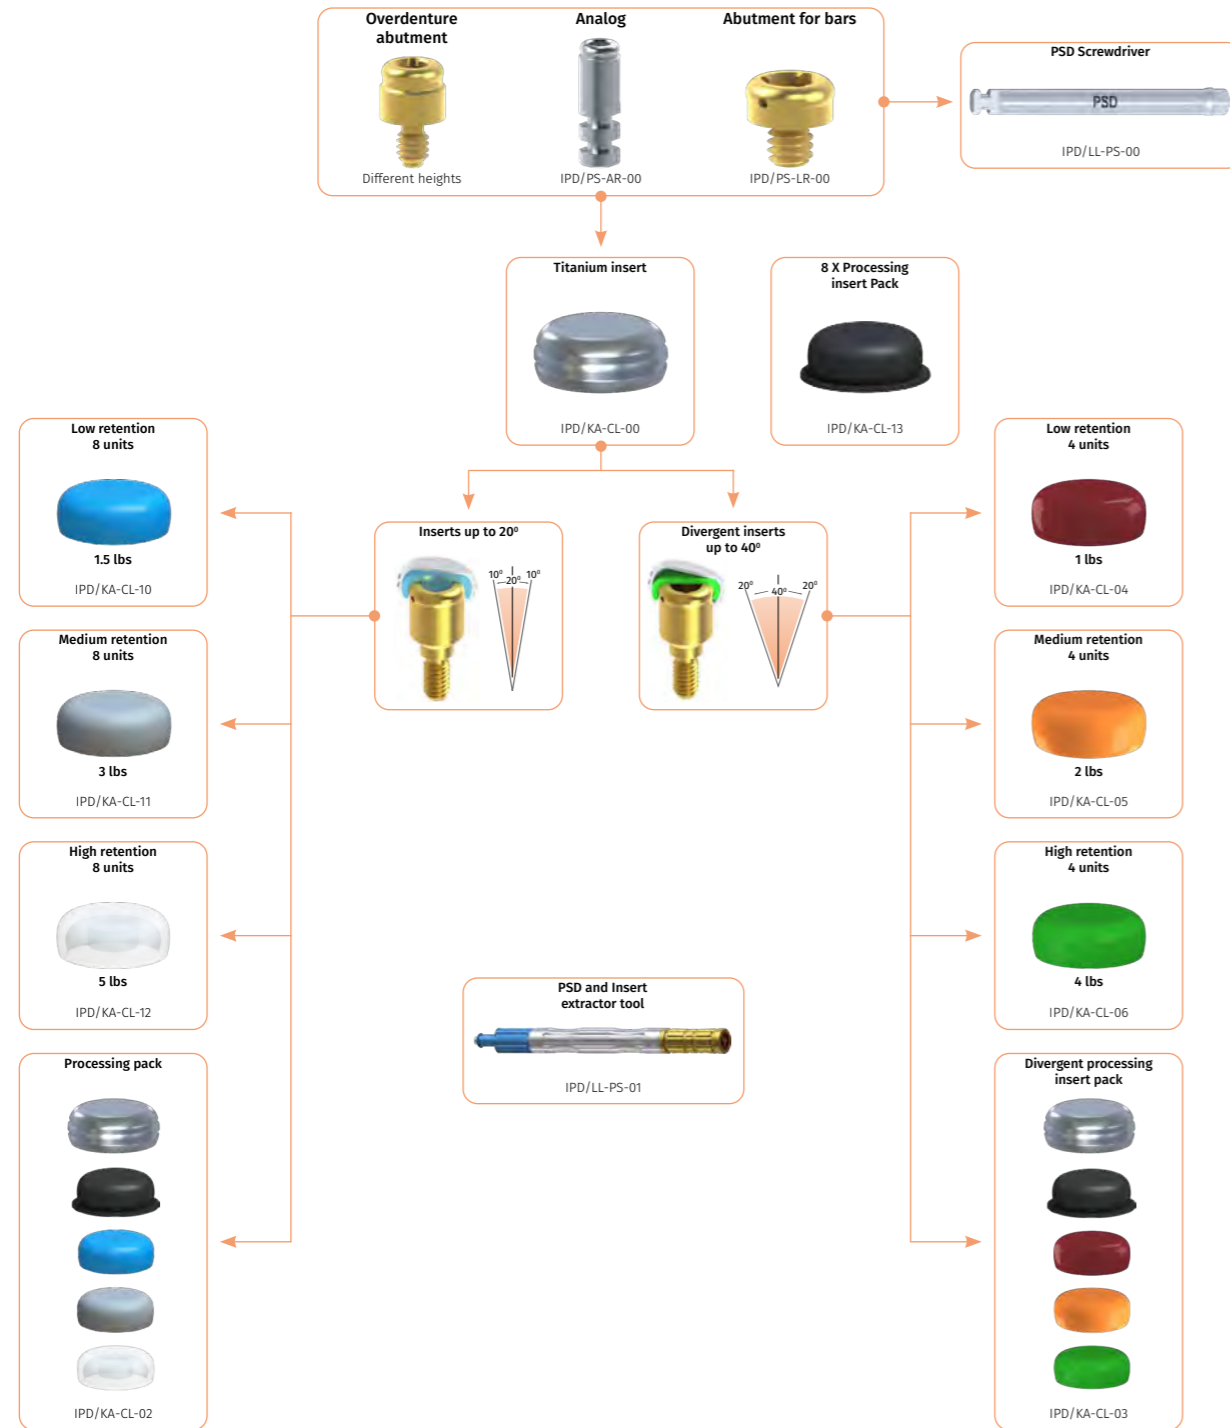 Overdenture
abutment
Different heights
Analog
IPD/PS-AR-00
Abutment for bars
IPD/PS-LR-00
PSD Screwdriver
PSD
IPD/LL-PS-00
Titanium insert
IPD/KA-CL-00
8 X Processing
insert Pack
IPD/KA-CL-13
Low retention
8 units
1.5 lbs
IPD/KA-CL-10
Inserts up to 20º
10º
20º
10º
Divergent inserts
up to 40º
20º
40º
20º
Low retention
4 units
1 lbs
IPD/KA-CL-04
Medium retention
8 units
3 lbs
IPD/KA-CL-11
Medium retention
4 units
2 lbs
IPD/KA-CL-05
High retention
8 units
5 lbs
IPD/KA-CL-12
High retention
4 units
4 lbs
IPD/KA-CL-06
PSD and Insert
extractor tool
IPD/LL-PS-01
Processing pack
IPD/KA-CL-02
Divergent processing
insert pack
IPD/KA-CL-03